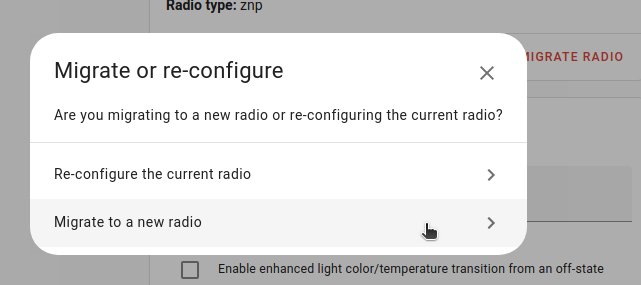 Radio type: znp
MIGRATE RADIO
Migrate or re-configure
Are you migrating to a new radio or re-configuring the current radio?
Re-configure the current radio
Migrate to a new radio
Enable enhanced light color/temperature transition from an off-state